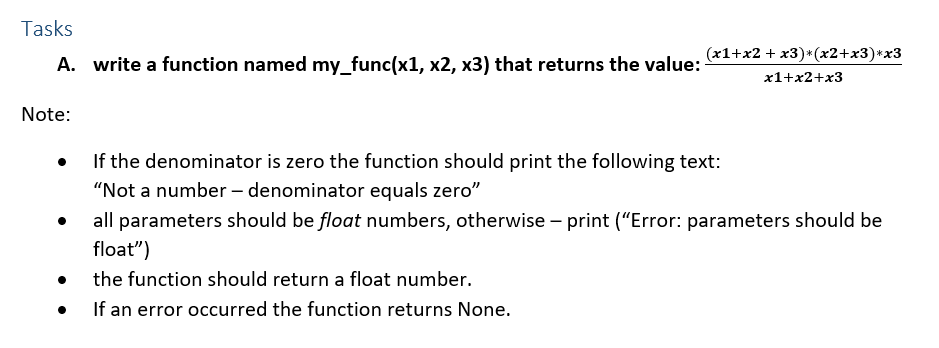 Tasks
A. write a function named my_func(x1, x2, x3) that returns the value: (x1+x2 + x3)*(x2+x3)*x3
x1+x2+x3
Note:
• If the denominator is zero the function should print the following text:
“Not a number – denominator equals zero”
• all parameters should be float numbers, otherwise – print (“Error: parameters should be
float”)
• the function should return a float number.
• If an error occurred the function returns None.